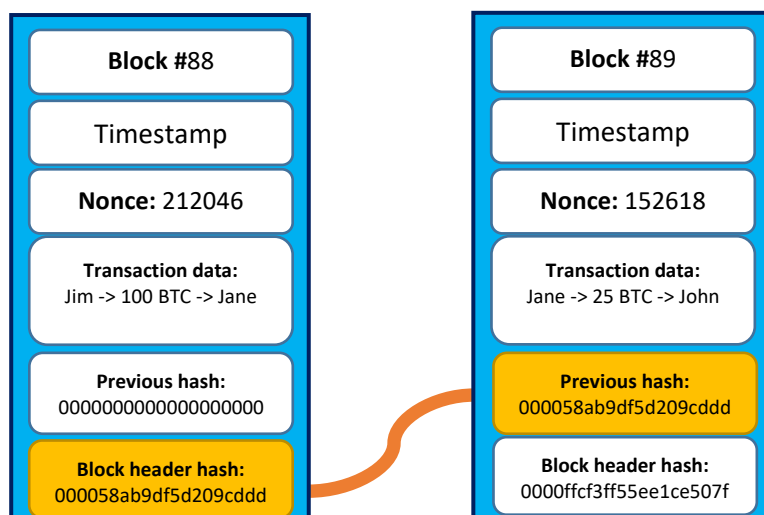 Block #88
Timestamp
Nonce: 212046
Transaction data:
Jim -> 100 BTC -> Jane
Previous hash:
0000000000000000000
Block header hash:
000058ab9df5d209cddd
Block #89
Timestamp
Nonce: 152618
Transaction data:
Jane -> 25 BTC -> John
Previous hash:
000058ab9df5d209cddd
Block header hash:
0000ffcf3ff55ee1ce507f